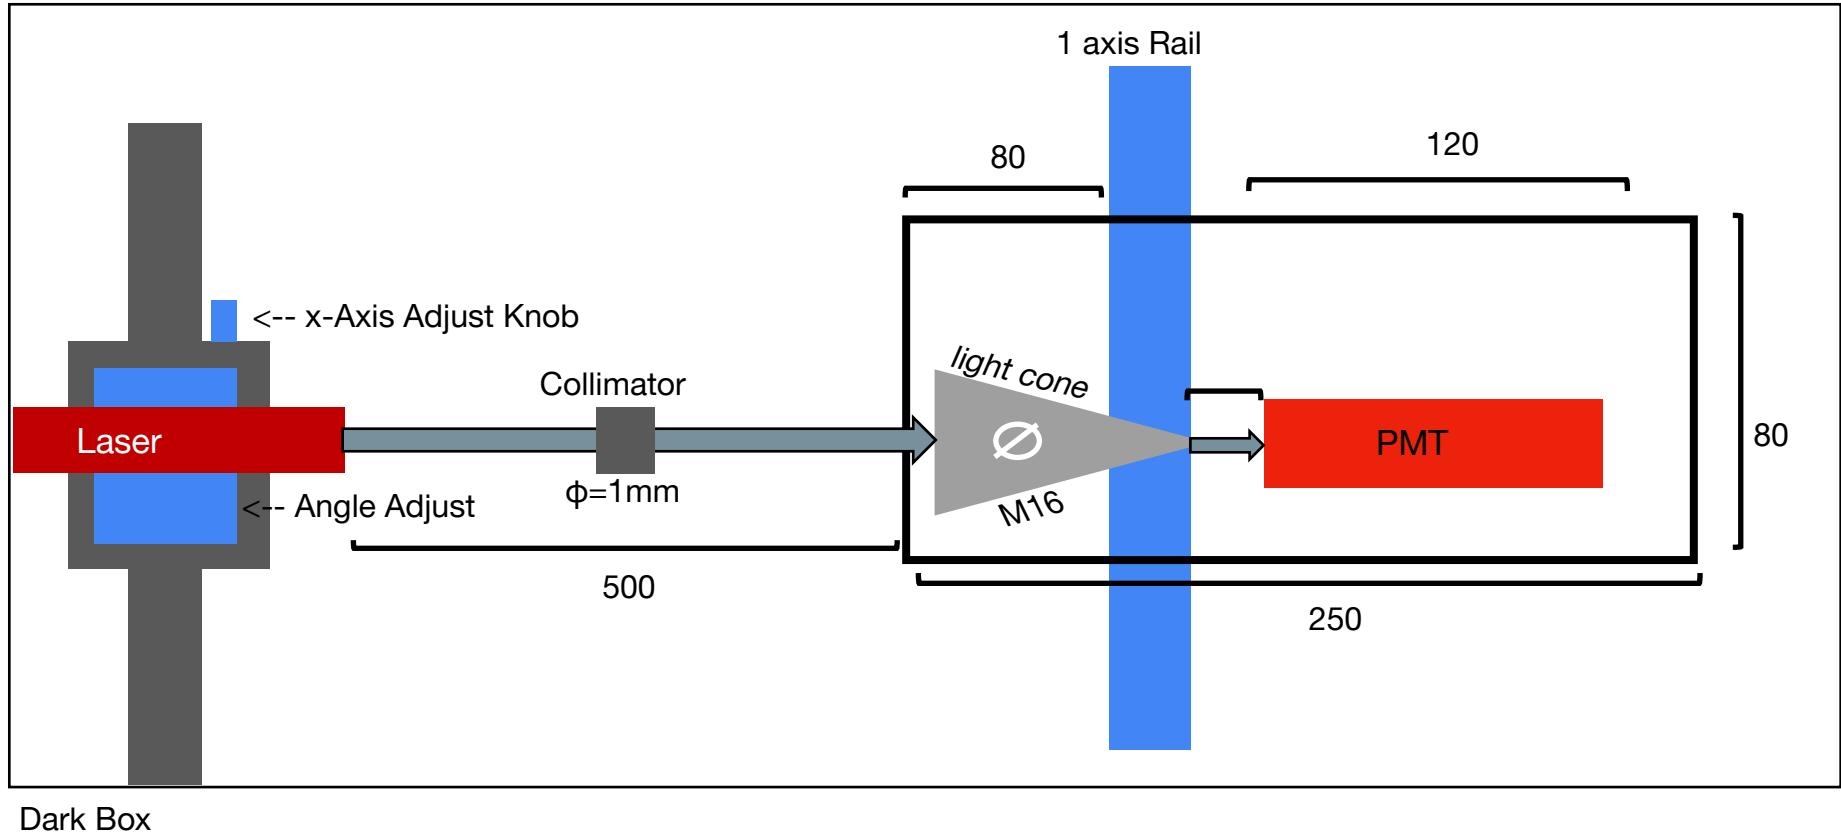 1 axis Rail
80
120
<-- x-Axis Adjust Knob
light cone
Collimator
Laser
Ø
PMT
80
ϕ=1mm
M16
<-- Angle Adjust
500
250
Dark Box